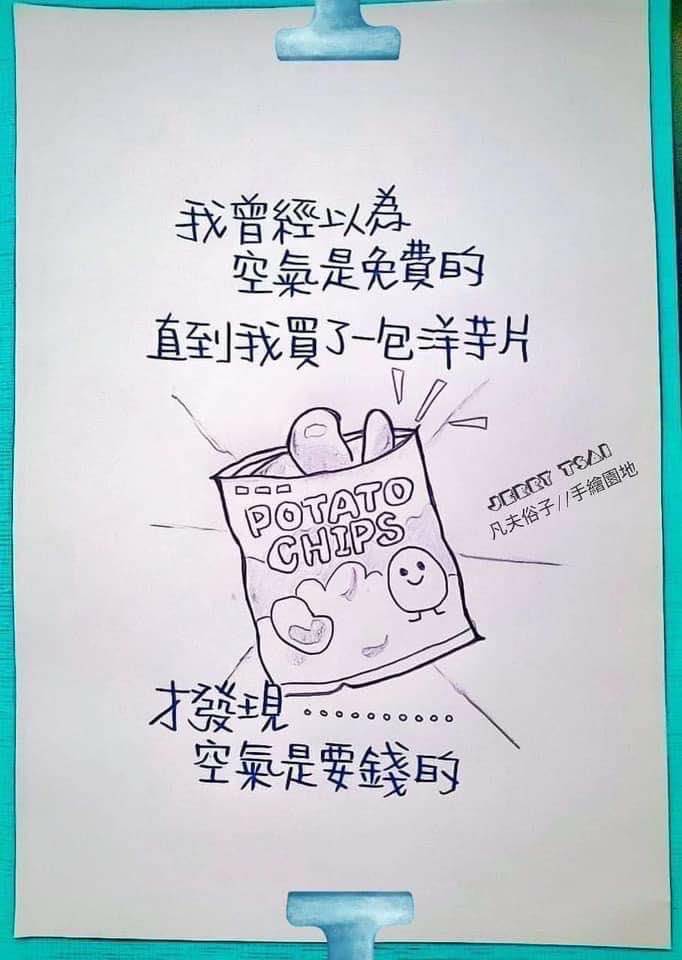 我曾經以為
空氣是免費的
直到我買了一包洋芋片
POTATO
CHIPS
JERRY TSAI
凡夫俗子//手繪園地
才發現..........
空氣是要錢的